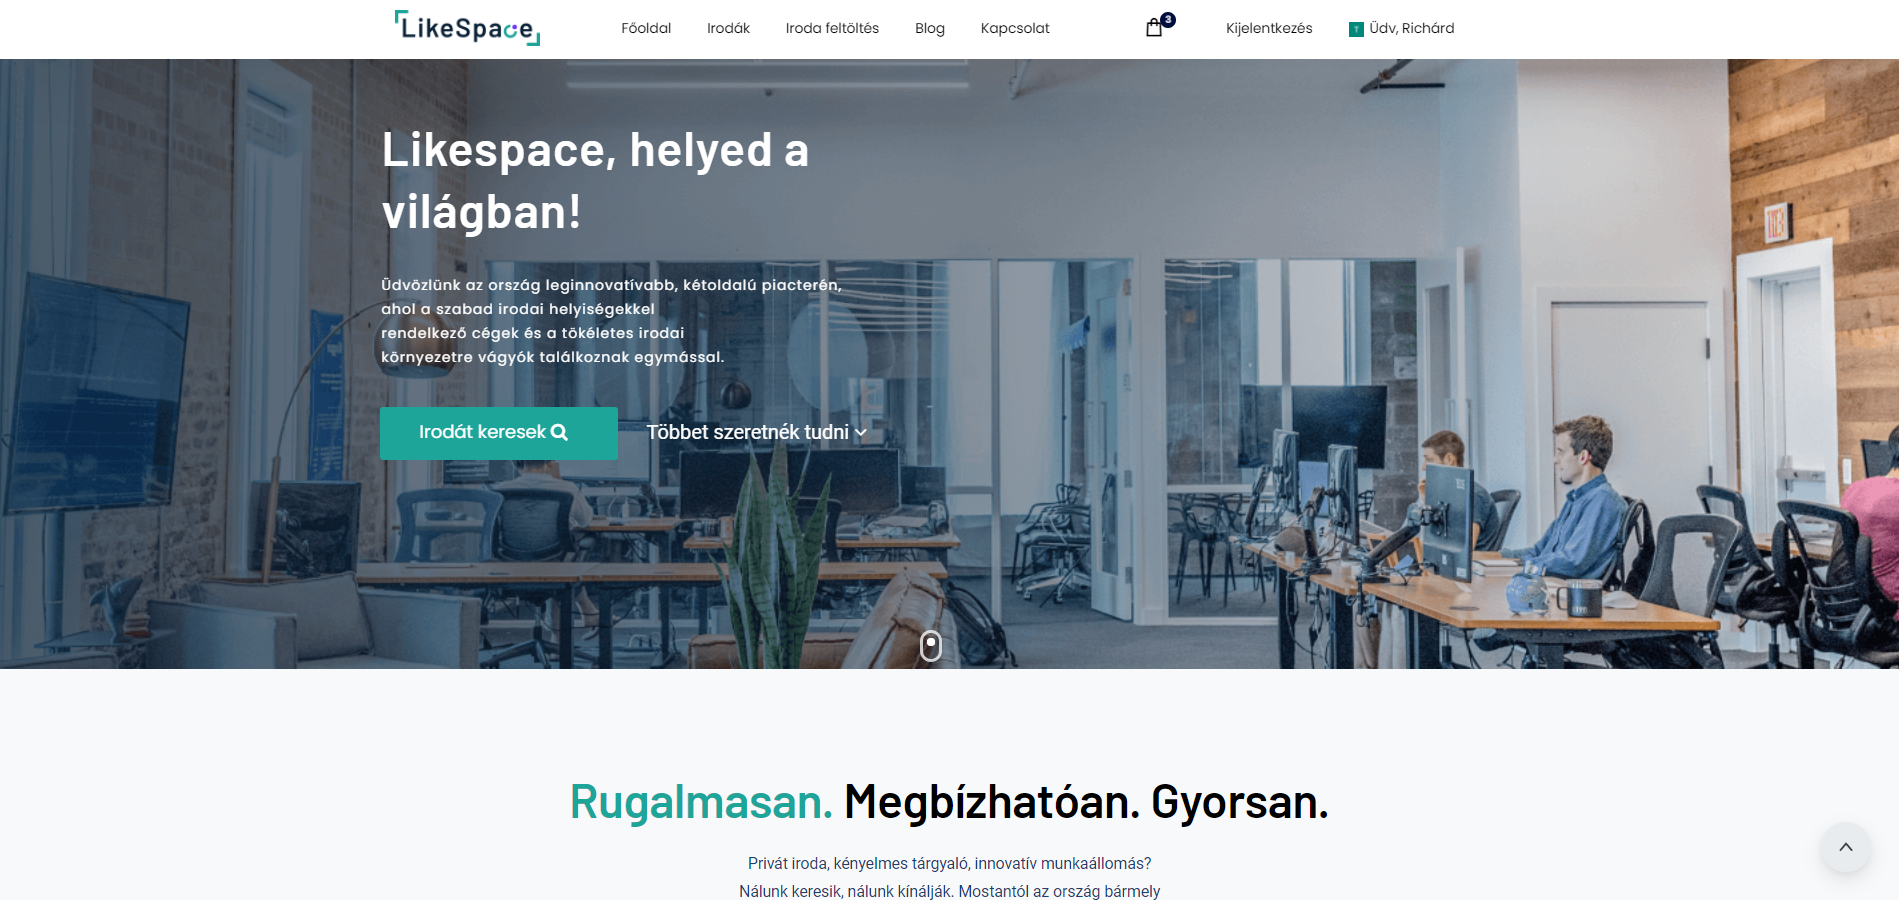 LikeSpace
Főoldal
Irodák
Iroda feltöltés
Blog
Kapcsolat
3
Kijelentkezés
Üdv, Richárd
Likespace, helyed a
világban!
Üdvözlünk az ország leginnovatívabb, kétoldalú piacterén,
ahol a szabad irodai helyiségekkel
rendelkező cégek és a tökéletes irodai
környezetre vágyók találkoznak egymással.
Irodát keresek
Többet szeretnék tudni
Rugalmasan. Megbízhatóan. Gyorsan.
Privát iroda, kényelmes tárgyaló, innovatív munkaállomás?
Nálunk keresik, nálunk kínálják. Mostantól az ország bármely